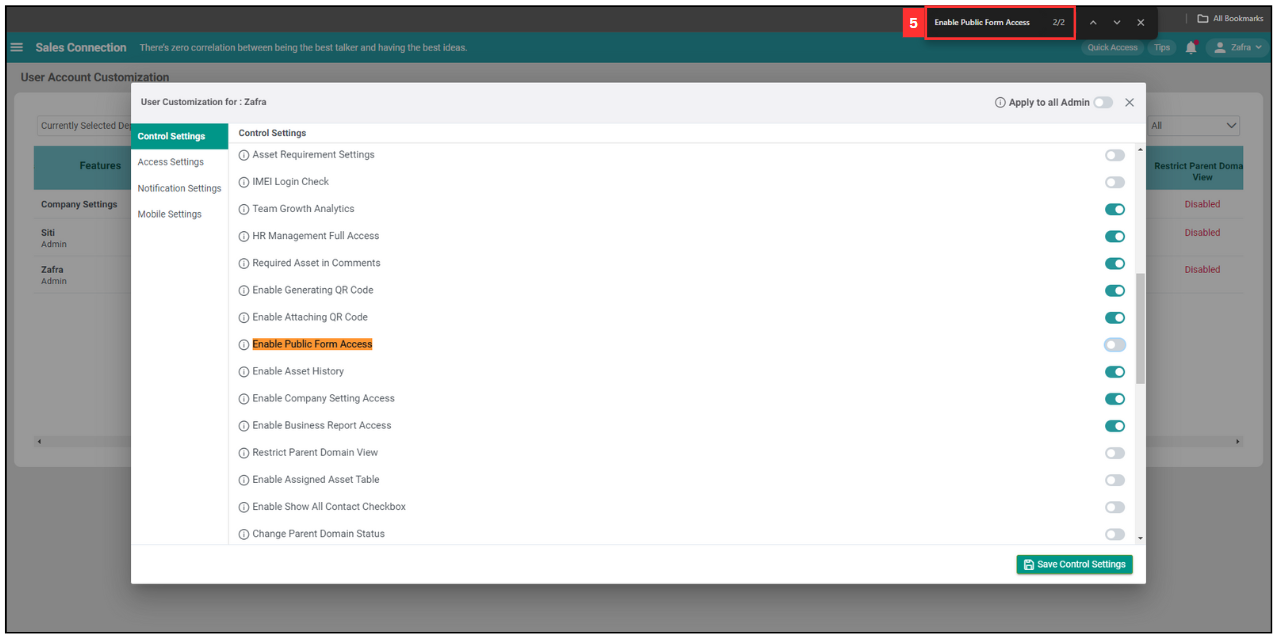 5 Enable Public Form Access 2/2
All Bookmarks
Sales Connection There's zero correlation between being the best talker and having the best ideas. Quick Access Tips Zafra
User Account Customization
User Customization for : Zafra Apply to all Admin
Currently Selected De All
Control Settings
Access Settings
Notification Settings
Mobile Settings
Control Settings
Asset Requirement Settings
IMEI Login Check
Team Growth Analytics
HR Management Full Access
Required Asset in Comments
Enable Generating QR Code
Enable Attaching QR Code
Enable Public Form Access
Enable Asset History
Enable Company Setting Access
Enable Business Report Access
Restrict Parent Domain View
Enable Assigned Asset Table
Enable Show All Contact Checkbox
Change Parent Domain Status
Save Control Settings
Features
Company Settings
Siti
Admin
Zafra
Admin
Restrict Parent Doma
View
Disabled
Disabled
Disabled